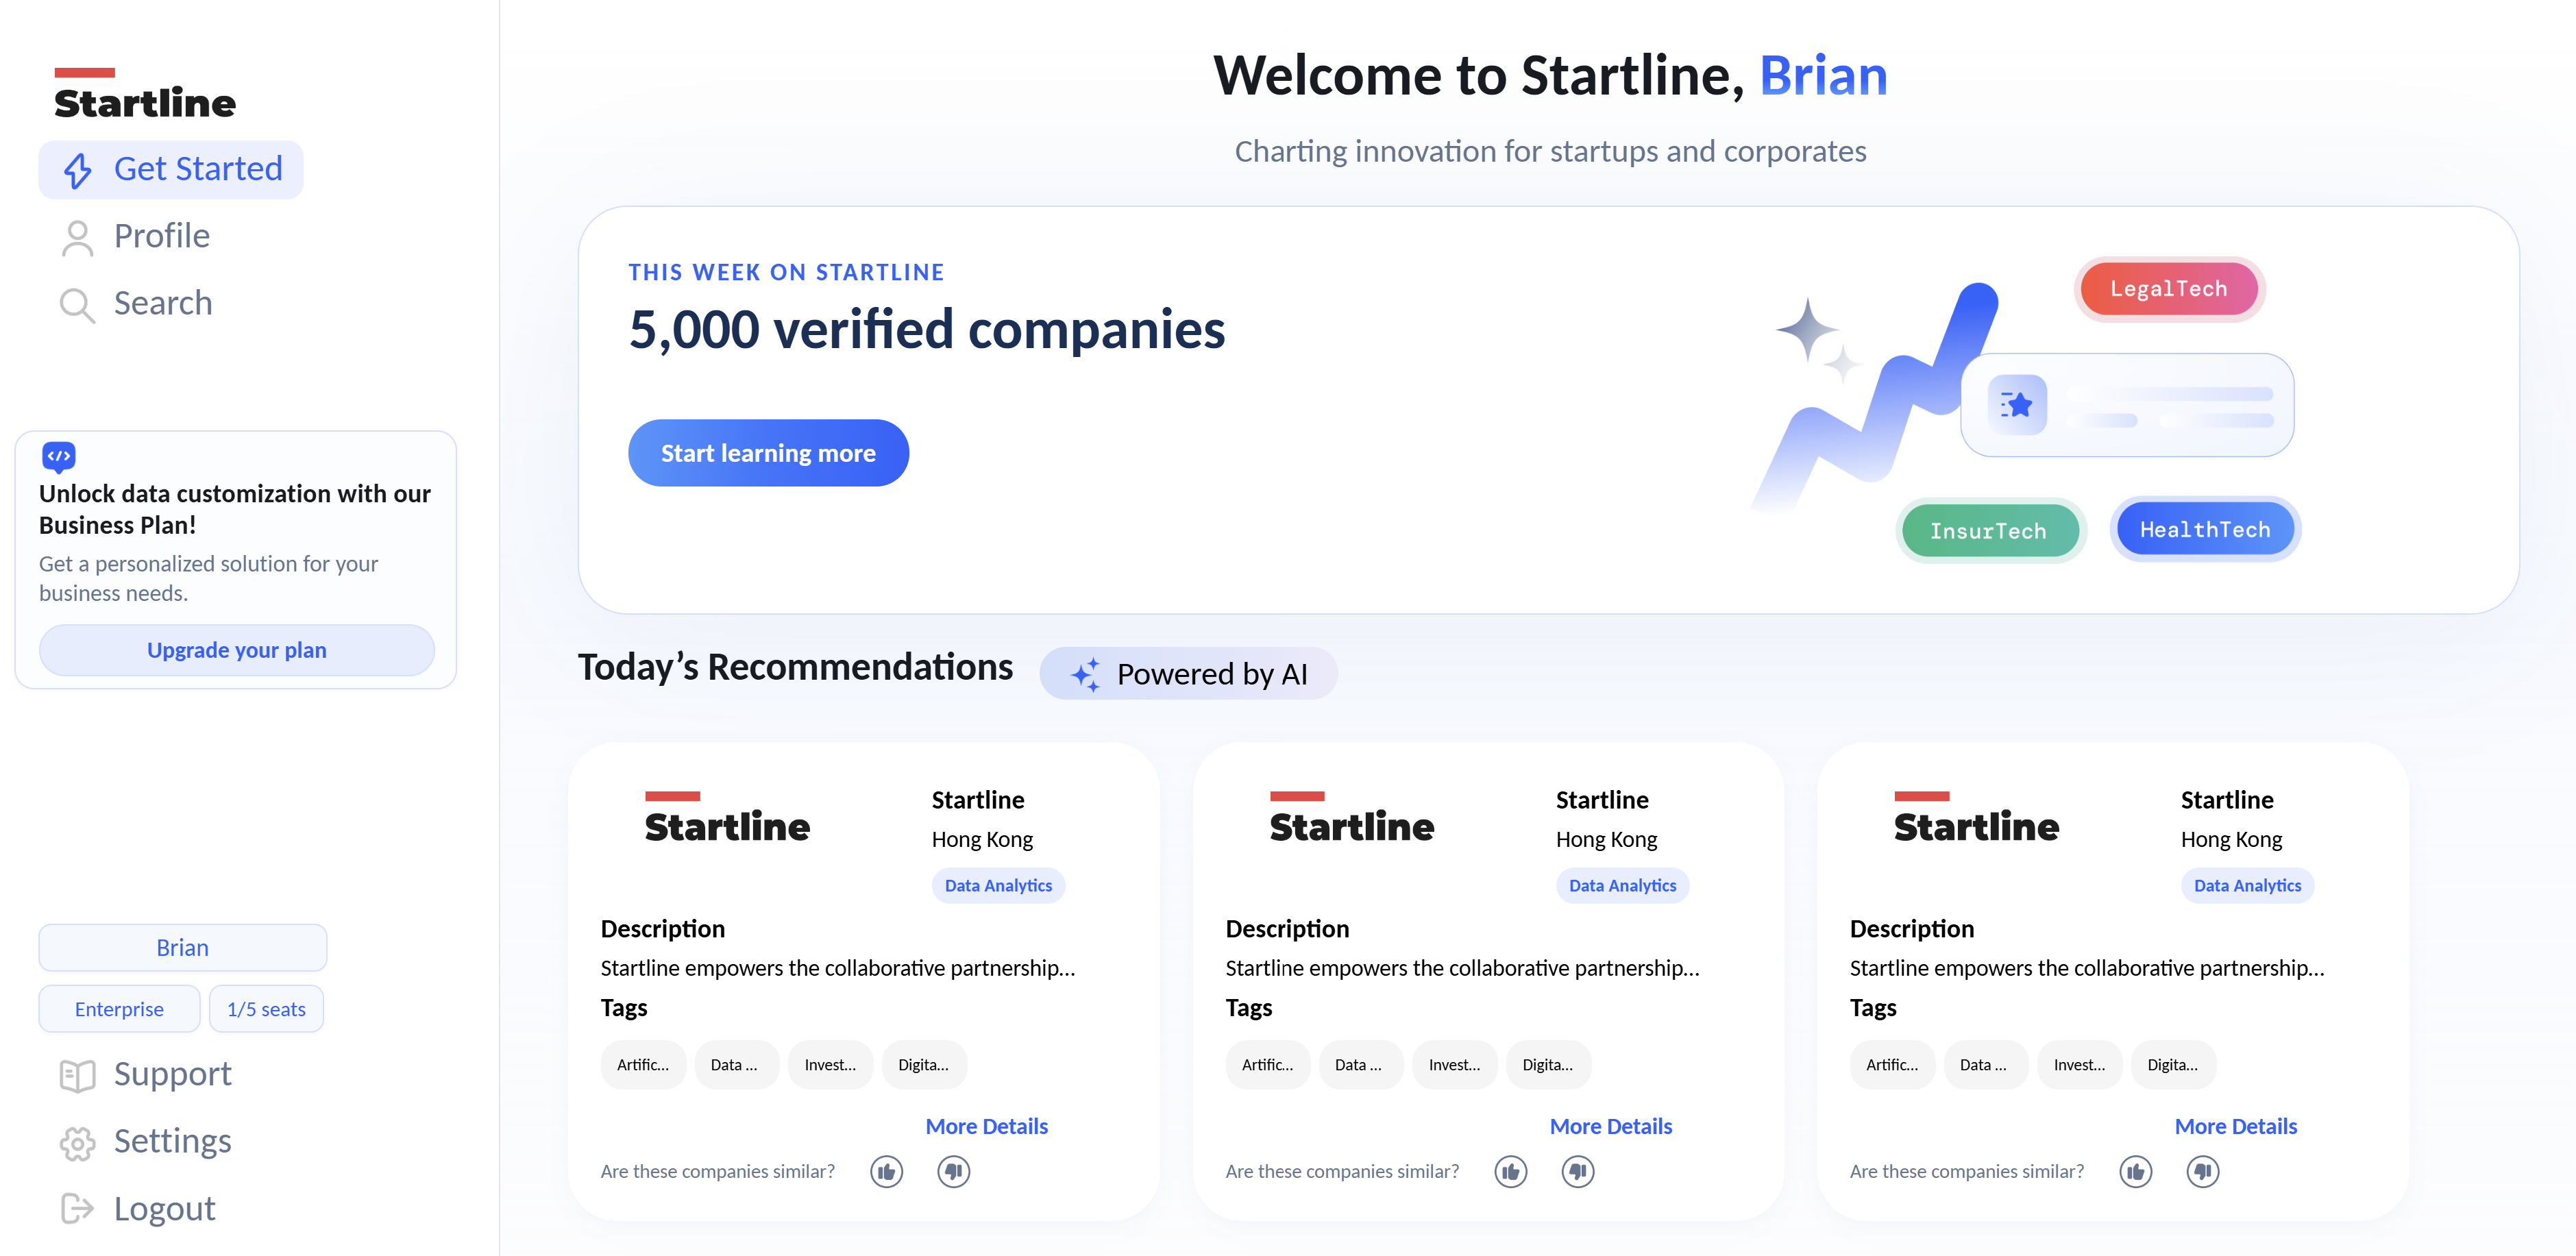 Startline
Get Started
Profile
Search
Unlock data customization with our
Business Plan!
Get a personalized solution for your
business needs.
Upgrade your plan
Brian
Enterprise
1/5 seats
Support
Settings
Logout
Welcome to Startline, Brian
Charting innovation for startups and corporates
THIS WEEK ON STARTLINE
5,000 verified companies
Start learning more
LegalTech
InsurTech
HealthTech
Today’s Recommendations
Powered by AI
Startline
Startline
Hong Kong
Data Analytics
Description
Startline empowers the collaborative partnership...
Tags
Artific...
Data ...
Invest...
Digita...
More Details
Are these companies similar?
Startline
Startline
Hong Kong
Data Analytics
Description
Startline empowers the collaborative partnership...
Tags
Artific...
Data ...
Invest...
Digita...
More Details
Are these companies similar?
Startline
Startline
Hong Kong
Data Analytics
Description
Startline empowers the collaborative partnership...
Tags
Artific...
Data ...
Invest...
Digita...
More Details
Are these companies similar?